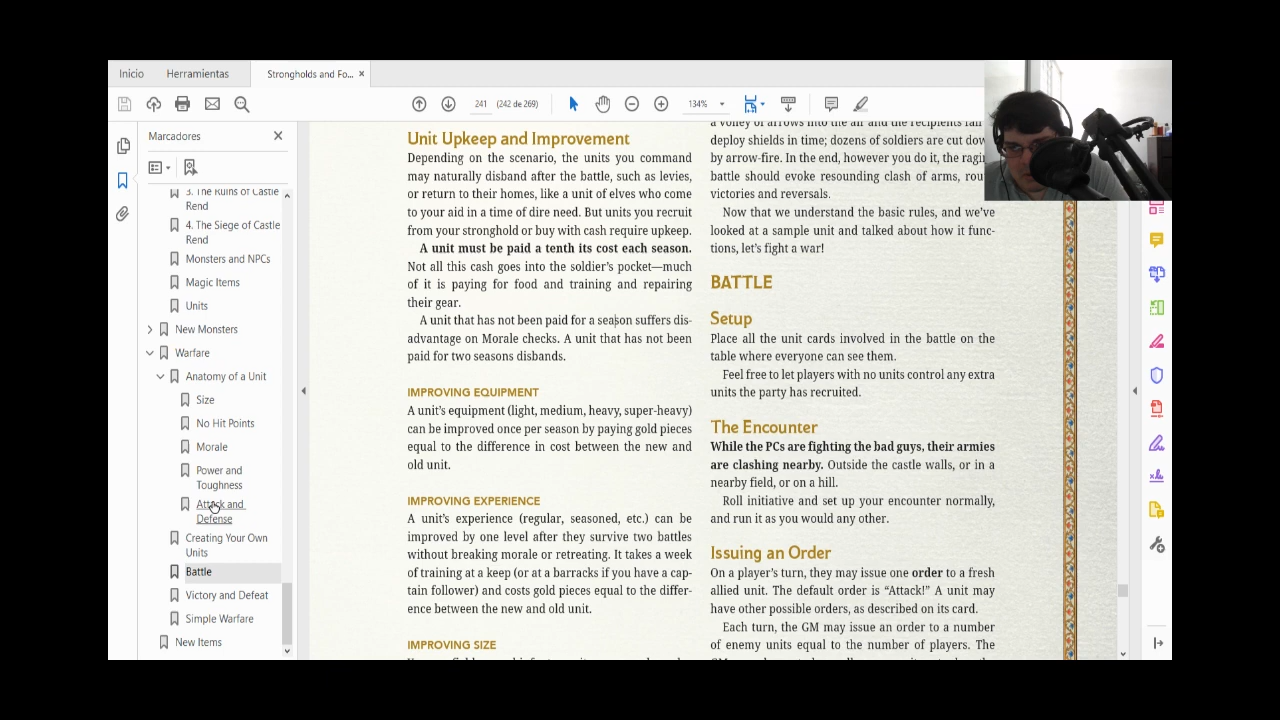 Inicio
Herramientas
Strongholds and Fo... ×
241 (242 de 269)
134%
Marcadores
3. The Ruins of Castle
Rend
4. The Siege of Castle
Rend
Monsters and NPCs
Magic Items
Units
New Monsters
Warfare
Anatomy of a Unit
Size
No Hit Points
Morale
Power and
Toughness
Attack and
Defense
Creating Your Own
Units
Battle
Victory and Defeat
Simple Warfare
New Items
Unit Upkeep and Improvement
Depending on the scenario, the units you command
may naturally disband after the battle, such as levies,
or return to their homes, like a unit of elves who come
to your aid in a time of dire need. But units you recruit
from your stronghold or buy with cash require upkeep.
A unit must be paid a tenth its cost each season.
Not all this cash goes into the soldier's pocket—much
of it is paying for food and training and repairing
their gear.
A unit that has not been paid for a season suffers dis-
advantage on Morale checks. A unit that has not been
paid for two seasons disbands.
IMPROVING EQUIPMENT
A unit's equipment (light, medium, heavy, super-heavy)
can be improved once per season by paying gold pieces
equal to the difference in cost between the new and
old unit.
IMPROVING EXPERIENCE
A unit's experience (regular, seasoned, etc.) can be
improved by one level after they survive two battles
without breaking morale or retreating. It takes a week
of training at a keep (or at a barracks if you have a cap-
tain follower) and costs gold pieces equal to the differ-
ence between the new and old unit.
IMPROVING SIZE
a volley of arrows into the air and the recipients fail
deploy shields in time; dozens of soldiers are cut dow
by arrow-fire. In the end, however you do it, the ragin
battle should evoke resounding clash of arms, rou
victories and reversals.
Now that we understand the basic rules, and we've
looked at a sample unit and talked about how it func-
tions, let's fight a war!
BATTLE
Setup
Place all the unit cards involved in the battle on the
table where everyone can see them.
Feel free to let players with no units control any extra
units the party has recruited.
The Encounter
While the PCs are fighting the bad guys, their armies
are clashing nearby. Outside the castle walls, or in a
nearby field, or on a hill.
Roll initiative and set up your encounter normally,
and run it as you would any other.
Issuing an Order
On a player's turn, they may issue one order to a fresh
allied unit. The default order is "Attack!" A unit may
have other possible orders, as described on its card.
Each turn, the GM may issue an order to a number
of enemy units equal to the number of players. The